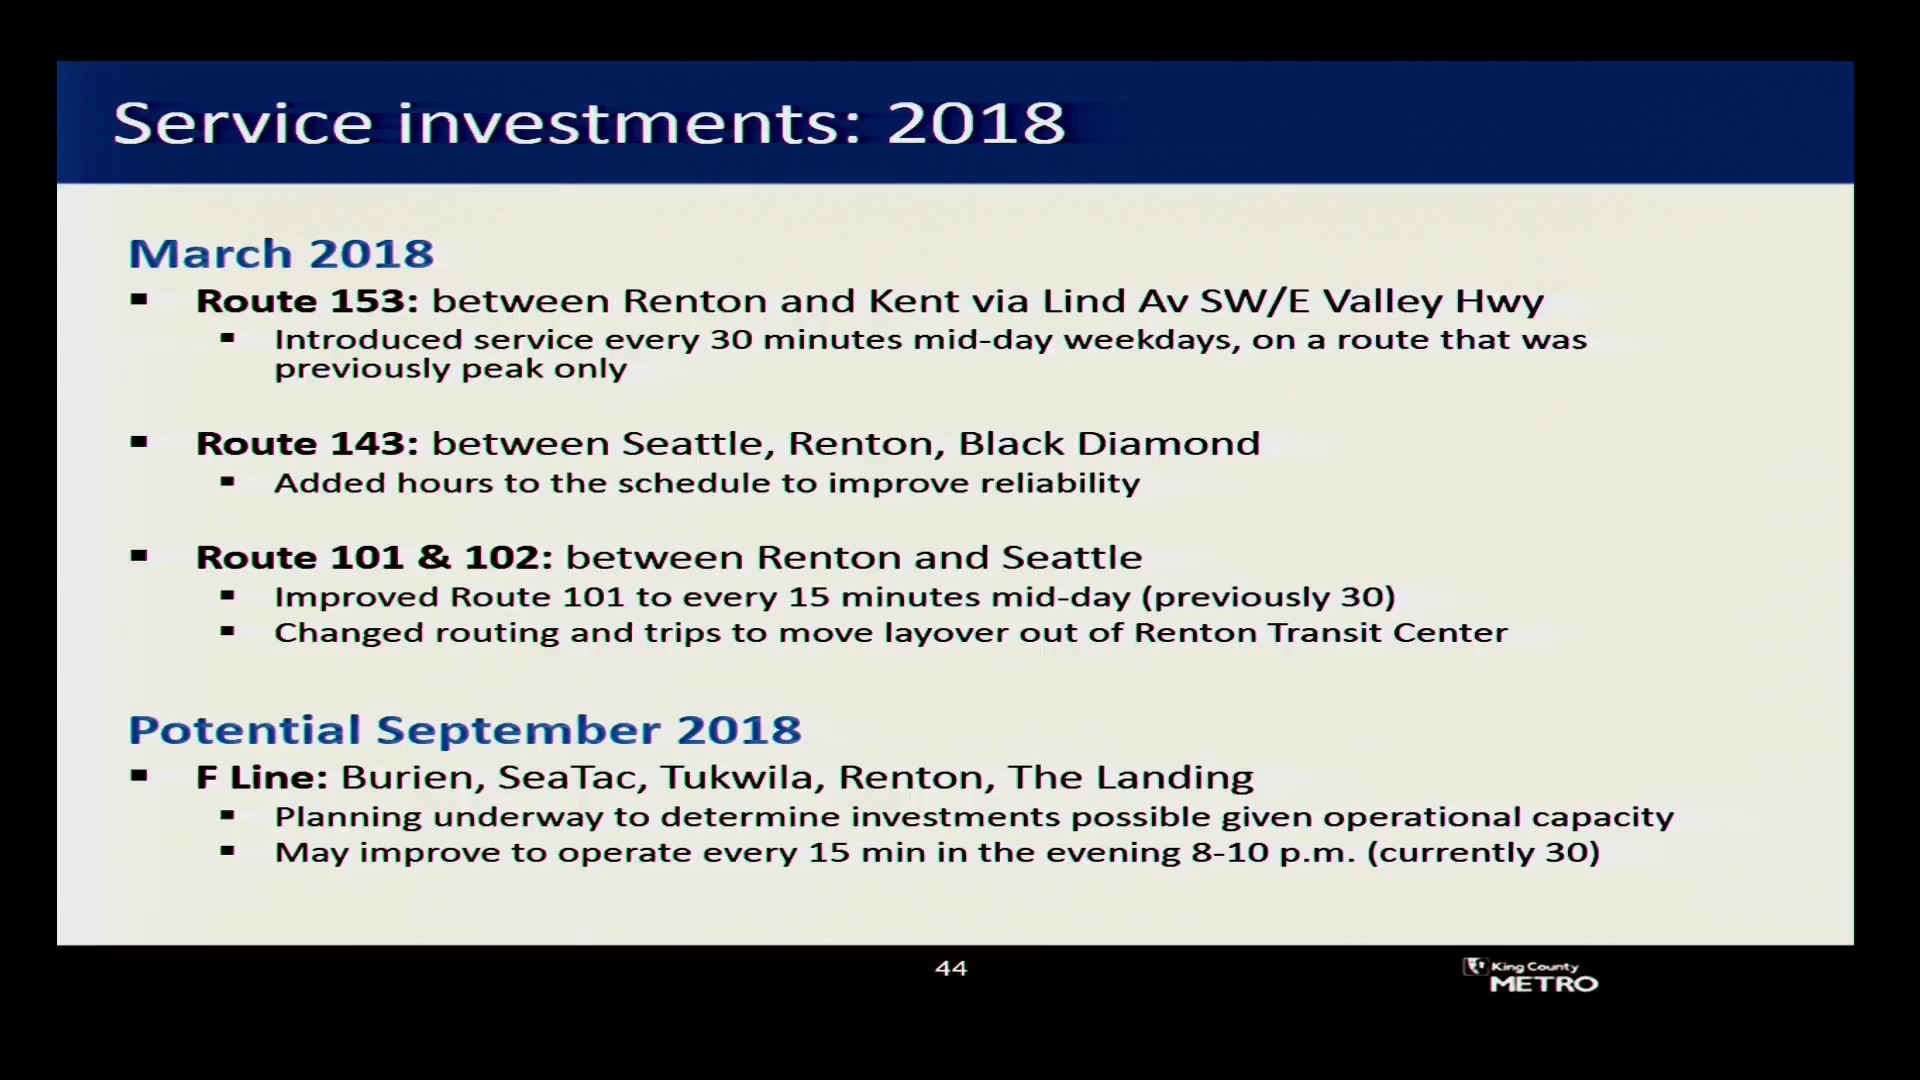 Service investments: 2018
March 2018
▪ Route 153: between Renton and Kent via Lind Av SW/E Valley Hwy
▪ Introduced service every 30 minutes mid-day weekdays, on a route that was
previously peak only
▪ Route 143: between Seattle, Renton, Black Diamond
▪ Added hours to the schedule to improve reliability
▪ Route 101 & 102: between Renton and Seattle
▪ Improved Route 101 to every 15 minutes mid-day (previously 30)
▪ Changed routing and trips to move layover out of Renton Transit Center
Potential September 2018
▪ F Line: Burien, SeaTac, Tukwila, Renton, The Landing
▪ Planning underway to determine investments possible given operational capacity
▪ May improve to operate every 15 min in the evening 8-10 p.m. (currently 30)
44
King County
METRO